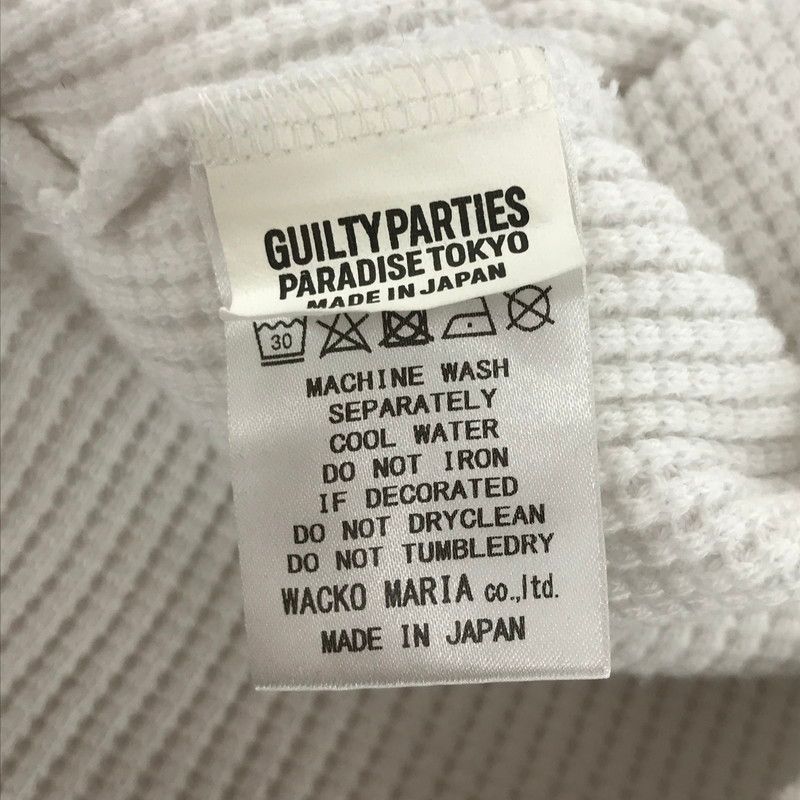 GUILTY PARTIES
PARADISE TOKYO
MADE IN JAPAN
30
MACHINE WASH
SEPARATELY
COOL WATER
DO NOT IRON
IF DECORATED
DO NOT DRYCLEAN
DO NOT TUMBLEDRY
WACKO MARIA co.,ltd.
MADE IN JAPAN